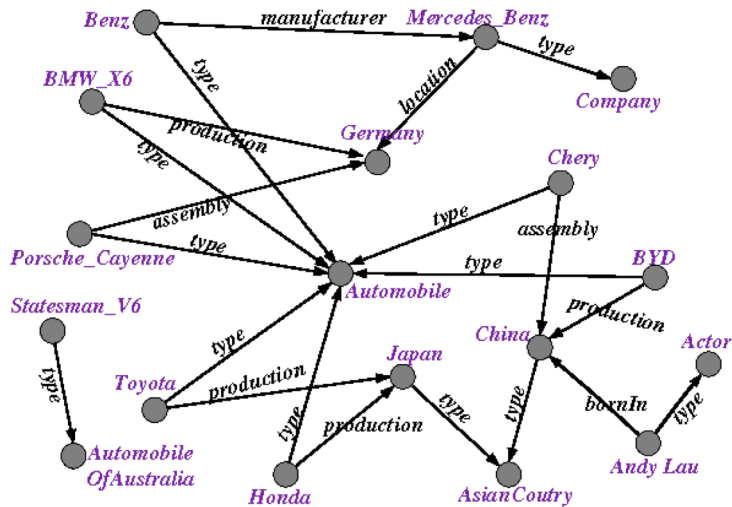 Benz
manufacturer
Mercedes_Benz
type
Company
type
location
BMW_X6
production
Germany
type
assembly
Chery
type
assembly
Porsche_Cayenne
type
Automobile
type
BYD
production
Statesman_V6
type
China
Actor
type
Toyota
production
Japan
type
production
type
type
bornIn
type
Automobile
OfAustralia
Honda
AsianCoutry
Andy Lau